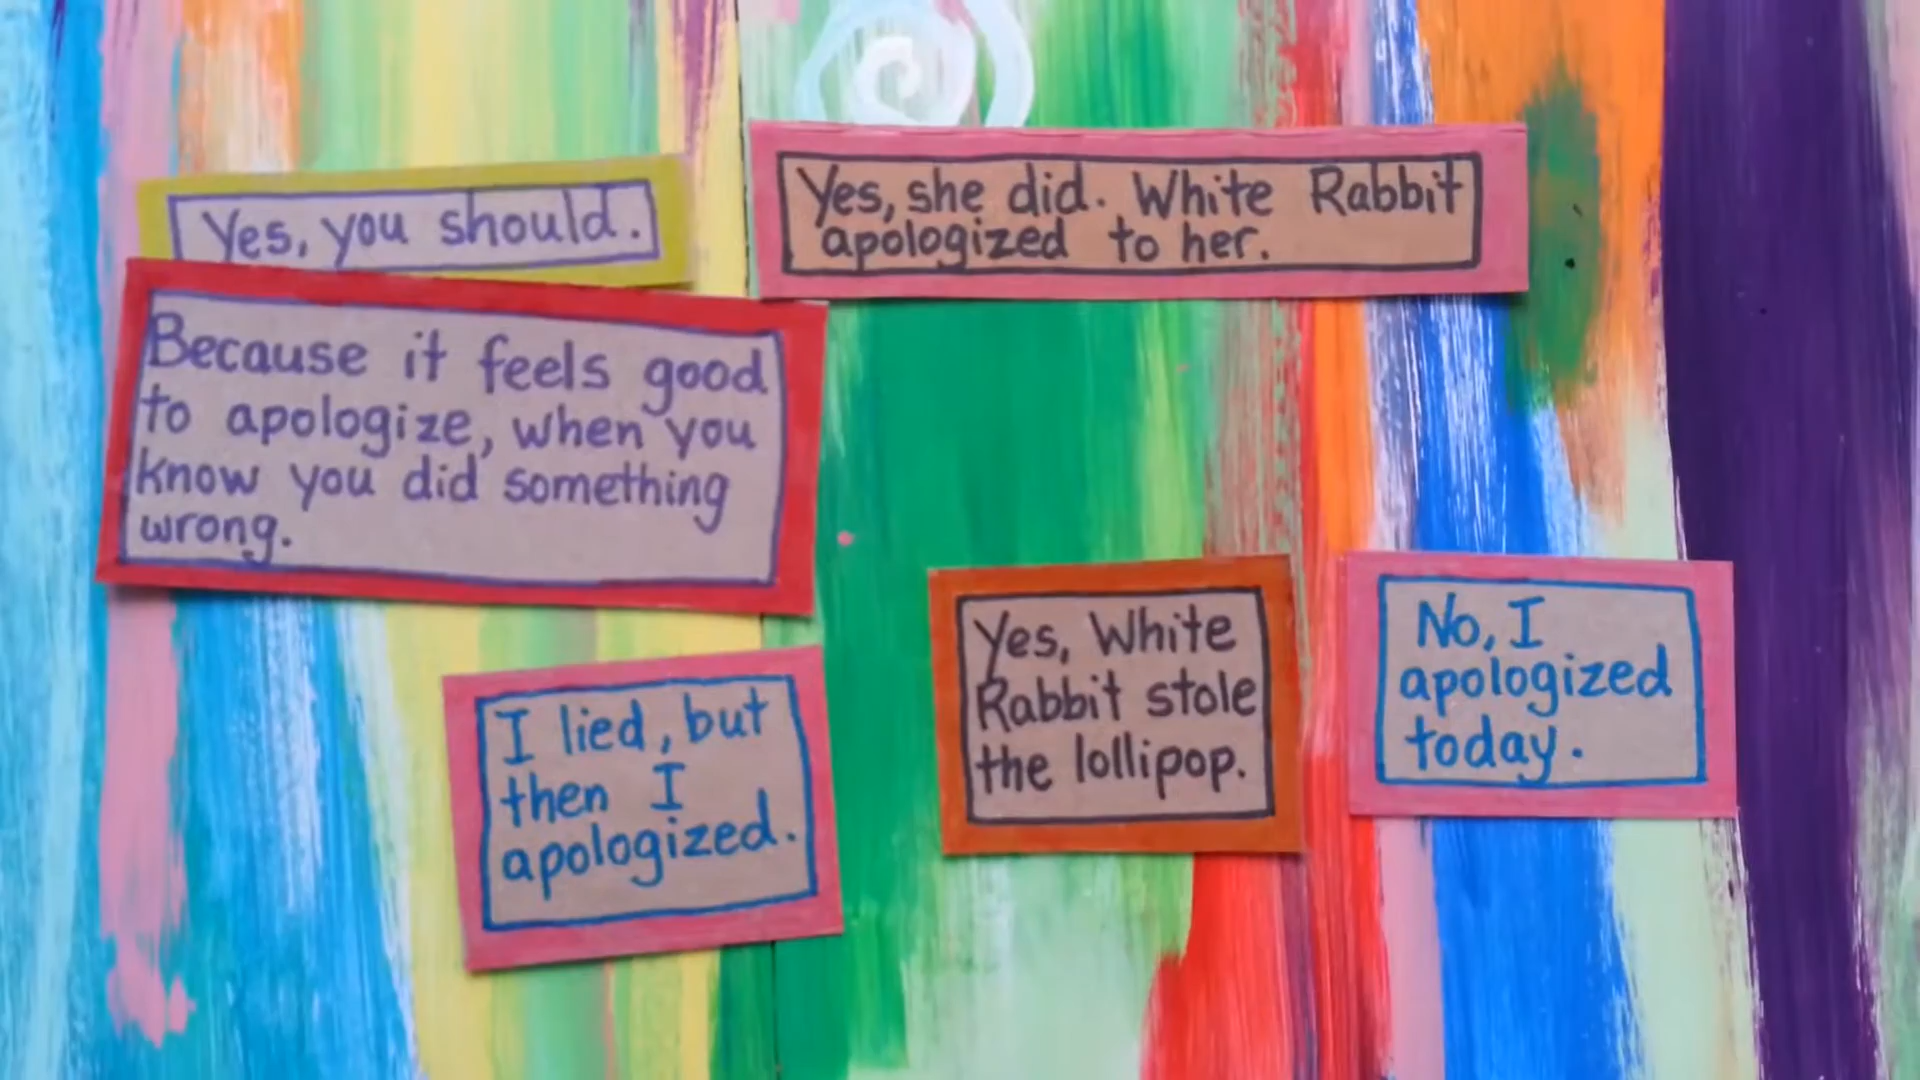 Yes, you should.
Yes, she did. White Rabbit
apologized to her.
Because it feels good
to apologize, when you
know you did something
wrong.
I lied, but
then I
apologized.
Yes, White
Rabbit stole
the lollipop.
No, I
apologized
today.